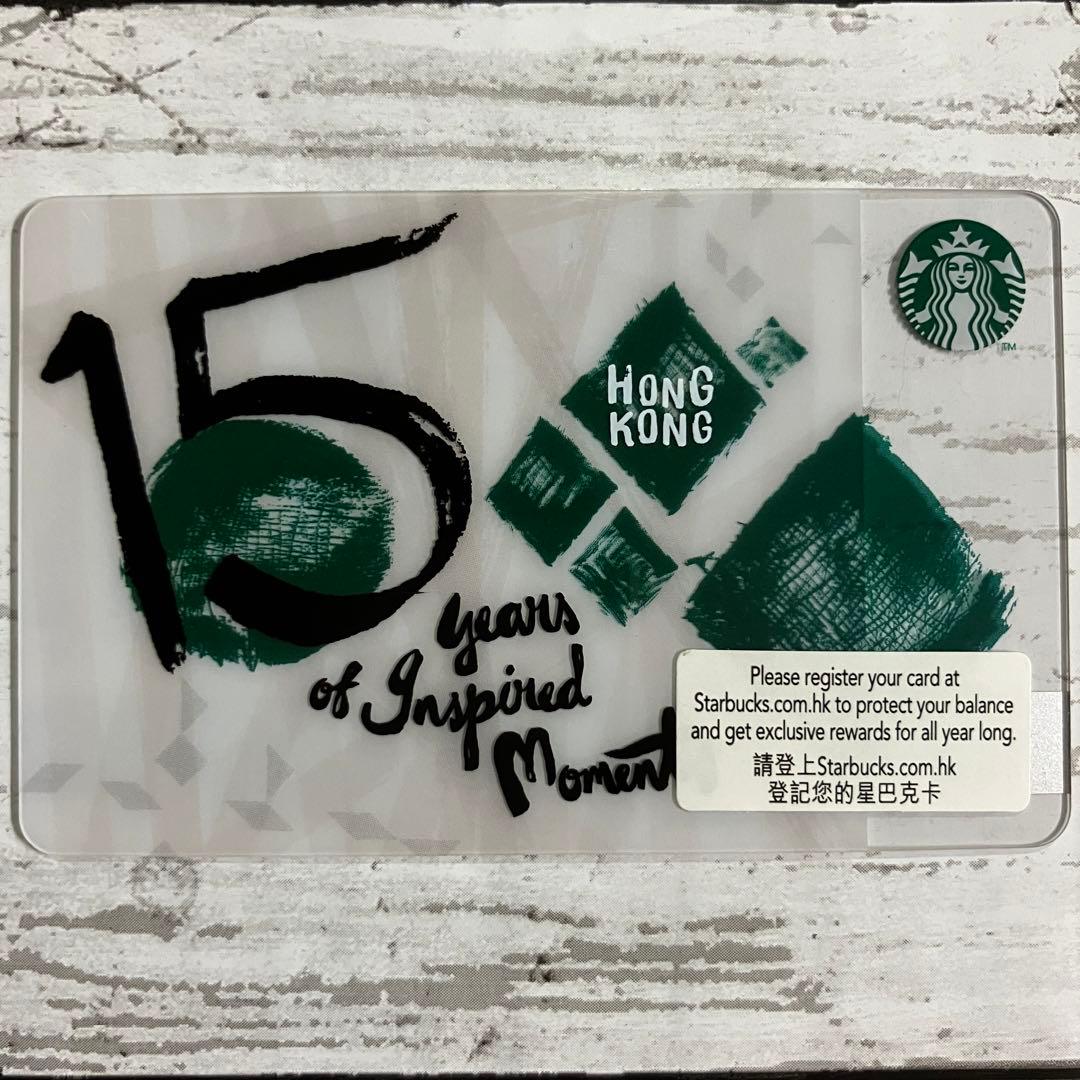 15
years
of Inspired
Moment
HONG
KONG
TM
Please register your card at
Starbucks.com.hk to protect your balance
and get exclusive rewards for all year long.
請登上Starbucks.com.hk
登記您的星巴克卡